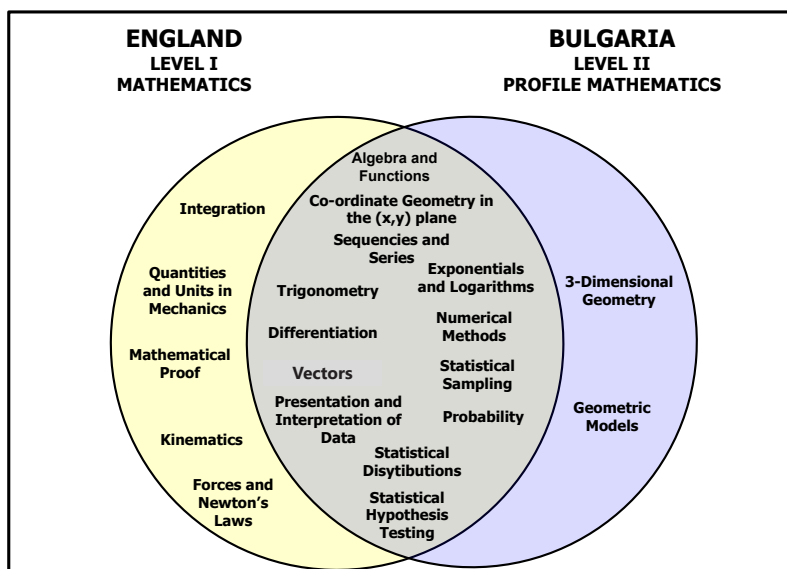 ENGLAND
LEVEL I
MATHEMATICS
BULGARIA
LEVEL II
PROFILE MATHEMATICS
Integration
Quantities
and Units in
Mechanics
Mathematical
Proof
Kinematics
Forces and
Newton's
Laws
Algebra and
Functions
Co-ordinate Geometry in
the (x,y) plane
Sequencies and
Series
Exponentials
and Logarithms
Trigonometry
Differentiation
Numerical
Methods
Vectors
Statistical
Sampling
Presentation and
Interpretation of
Data
Probability
Statistical
Disytibutions
Statistical
Hypothesis
Testing
3-Dimensional
Geometry
Geometric
Models